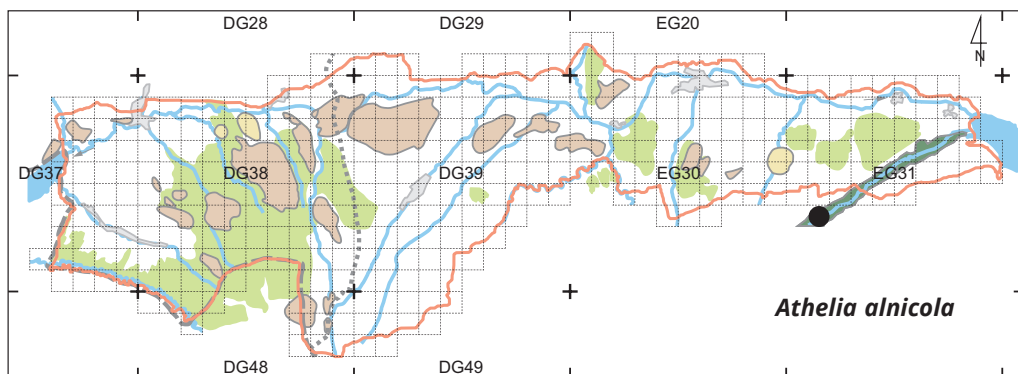 DG28 DG29 EG20
N
DG37 DG38 DG39 EG30 EG31
Athelia alnicola
DG48 DG49